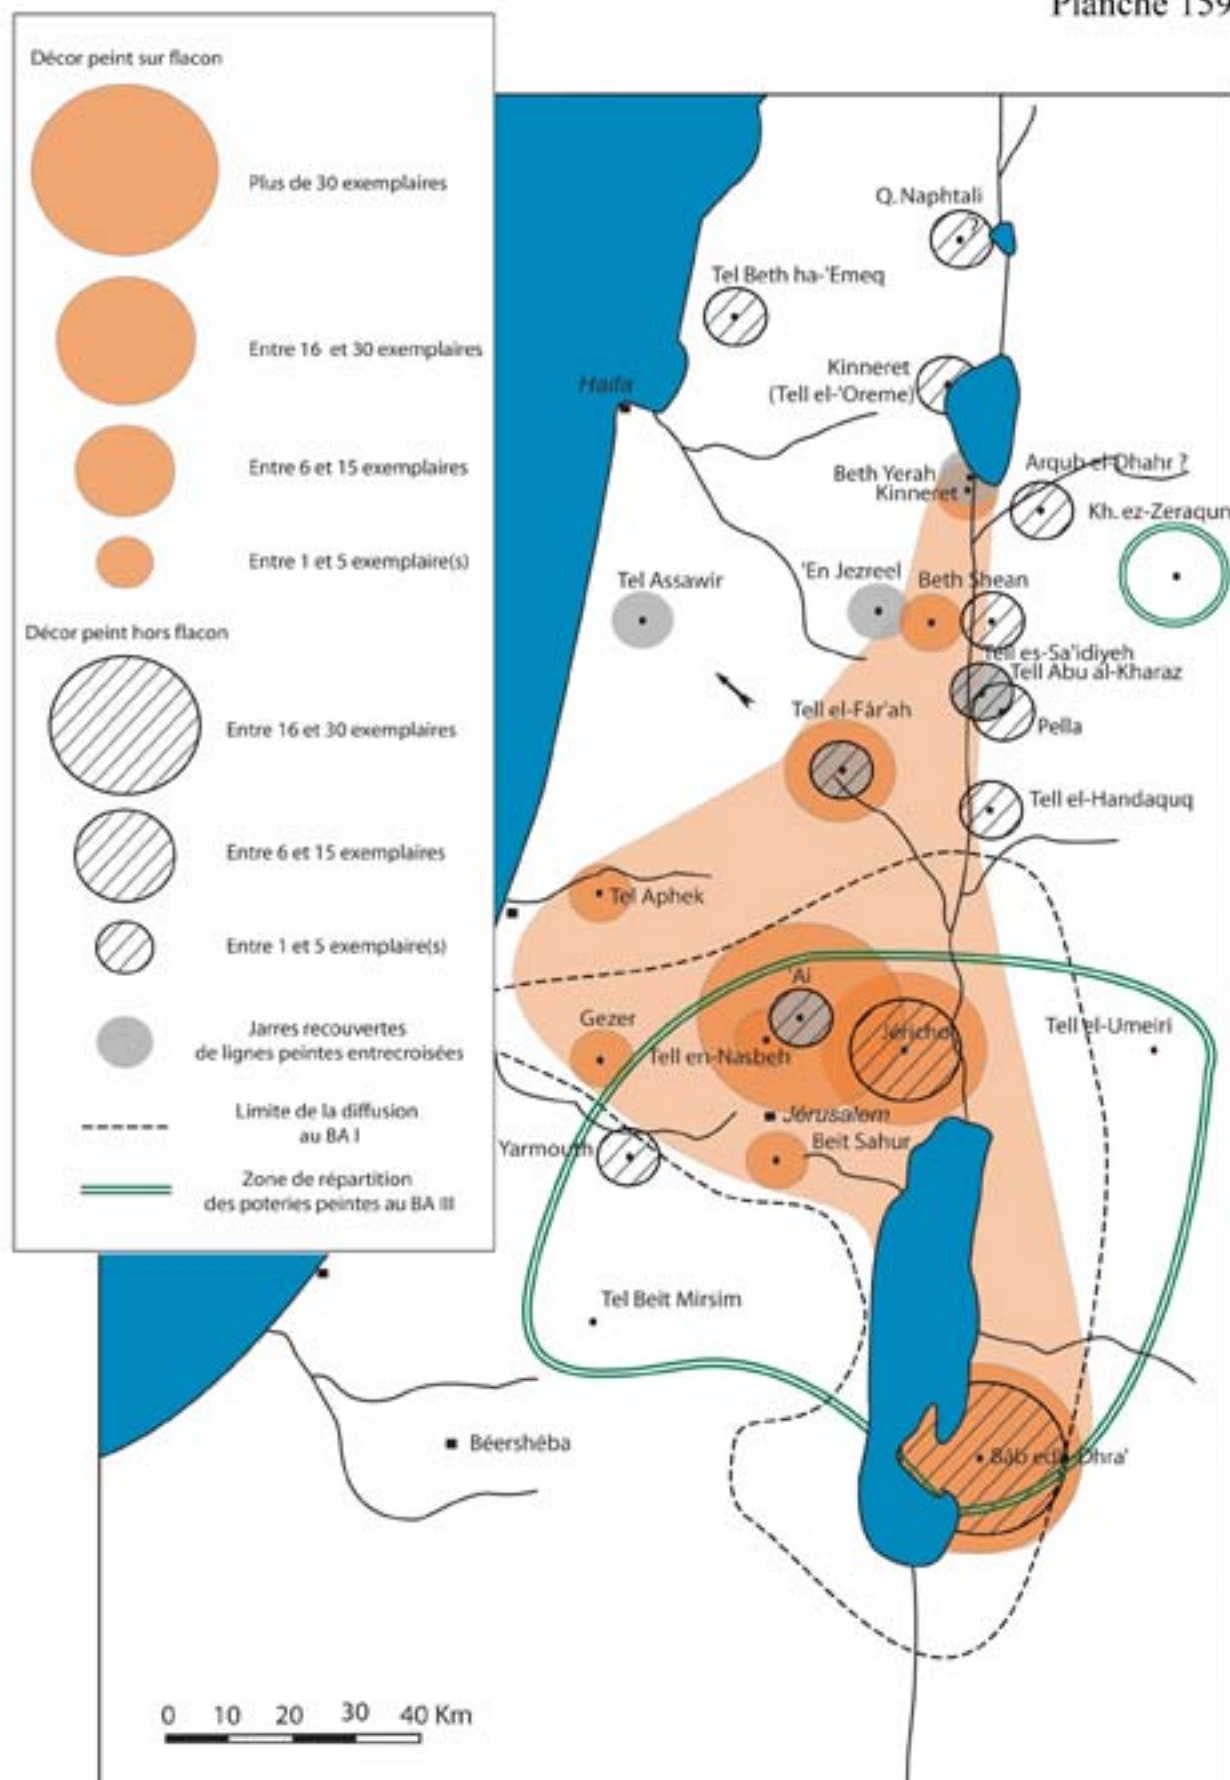 Planche 159
Décor peint sur flacon
Plus de 30 exemplaires
Entre 16 et 30 exemplaires
Entre 6 et 15 exemplaires
Entre 1 et 5 exemplaire(s)
Décor peint hors flacon
Entre 16 et 30 exemplaires
Entre 6 et 15 exemplaires
Entre 1 et 5 exemplaire(s)
Jarres recouvertes
de lignes peintes entrecroisées
Limite de la diffusion
au BA I
Zone de répartition
des poteries peintes au BA III
Q. Naphtali
?
Tel Beth ha-'Emeq
Kinneret
(Tell el-'Oreme)
Haifa
Beth Yerah
Kinneret
Arqub el-Dhahr ?
Kh. ez-Zeraqun
Tel Assawir
'En Jezreel
Beth Shean
Tell es-Sa'idiyeh
Tell Abu al-Kharaz
Pella
Tell el-Fâr'ah
Tell el-Handaquq
Tel Aphek
'Ai
Gezer
Tell en-Nasbeh
Jéricho
Tell el-Umeiri
Jérusalem
Beit Sahur
Yarmouth
Tel Beit Mirsim
Béershéba
Bâb edh-Dhra'
0 10 20 30 40 Km